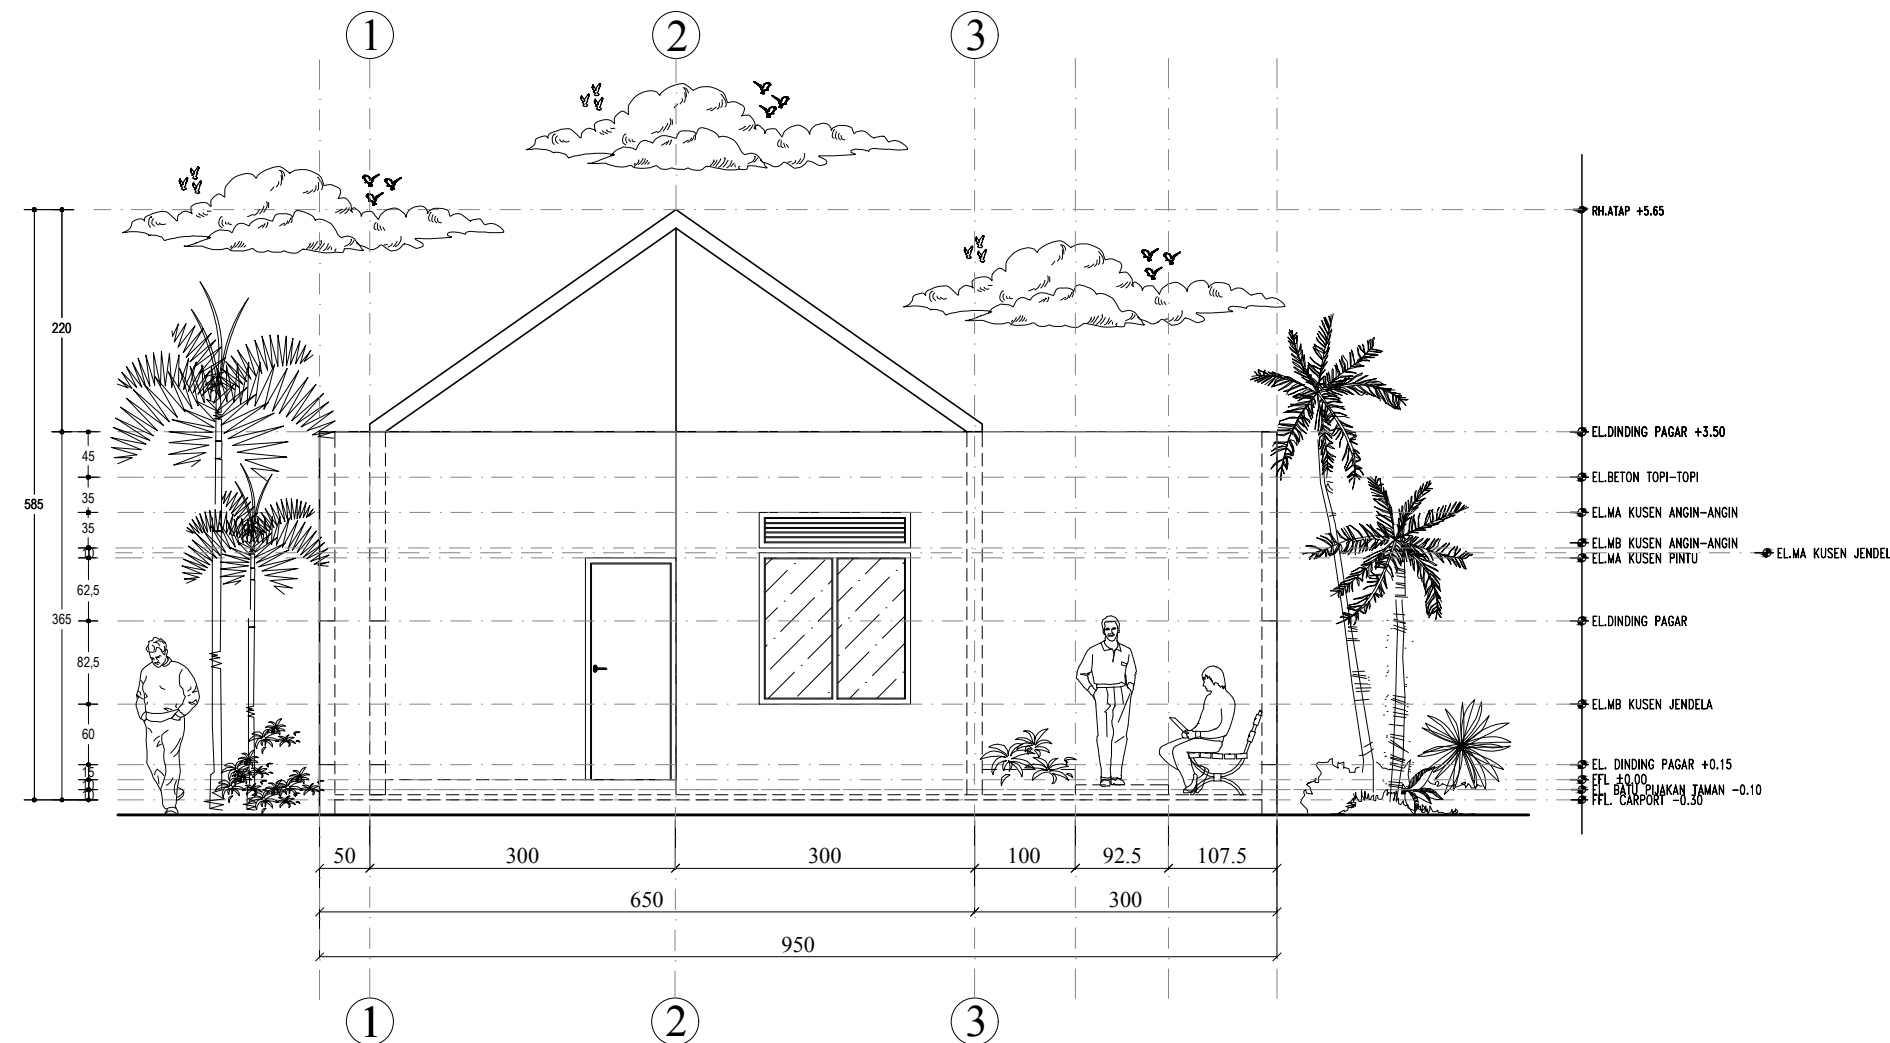 1
2
3
RH.ATAP +5.65
220
EL.DINDING PAGAR +3.50
45
EL.BETON TOPI-TOPI
35
585
EL.MA KUSEN ANGIN-ANGIN
35
EL.MB KUSEN ANGIN-ANGIN
EL.MA KUSEN JENDEL
EL.MA KUSEN PINTU
62,5
365
EL.DINDING PAGAR
82,5
EL.MB KUSEN JENDELA
60
EL. DINDING PAGAR +0.15
15
FFL ±0.00
EL BATU PIJAKAN TAMAN -0.10
FFL. CARPORT -0.30
50
300
300
100
92.5
107.5
650
300
950
1
2
3